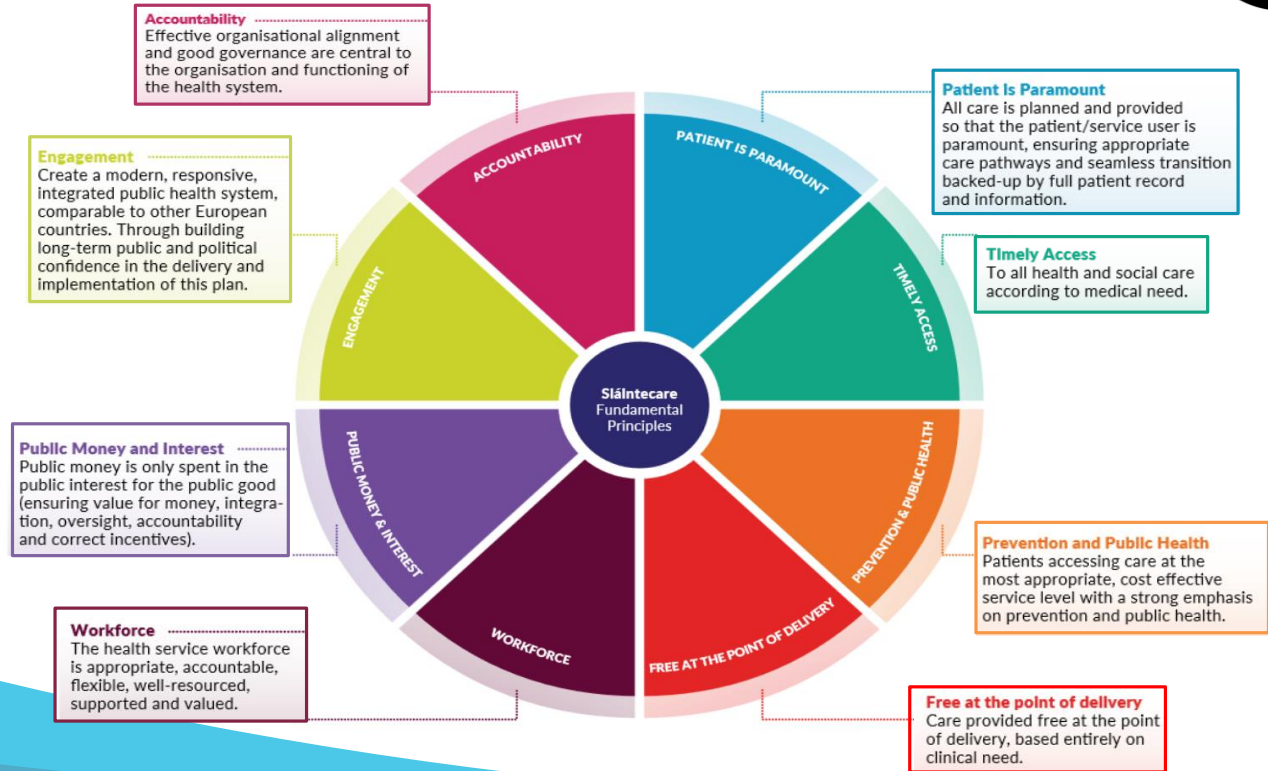 Accountability
Effective organisational alignment
and good governance are central to
the organisation and functioning of
the health system.
Patient Is Paramount
All care is planned and provided
so that the patient/service user is
paramount, ensuring appropriate
care pathways and seamless transition
backed-up by full patient record
and information.
Engagement
Create a modern, responsive,
integrated public health system,
comparable to other European
countries. Through building
long-term public and political
confidence in the delivery and
implementation of this plan.
Timely Access
To all health and social care
according to medical need.
ACCOUNTABILITY
PATIENT IS PARAMOUNT
ENGAGEMENT
TIMELY ACCESS
Sláintecare
Fundamental
Principles
PUBLIC MONEY & INTEREST
PREVENTION & PUBLIC HEALTH
WORKFORCE
FREE AT THE POINT OF DELIVERY
Public Money and Interest
Public money is only spent in the
public interest for the public good
(ensuring value for money, integra-
tion, oversight, accountability
and correct incentives).
Prevention and Public Health
Patients accessing care at the
most appropriate, cost effective
service level with a strong emphasis
on prevention and public health.
Workforce
The health service workforce
is appropriate, accountable,
flexible, well-resourced,
supported and valued.
Free at the point of delivery
Care provided free at the point
of delivery, based entirely on
clinical need.